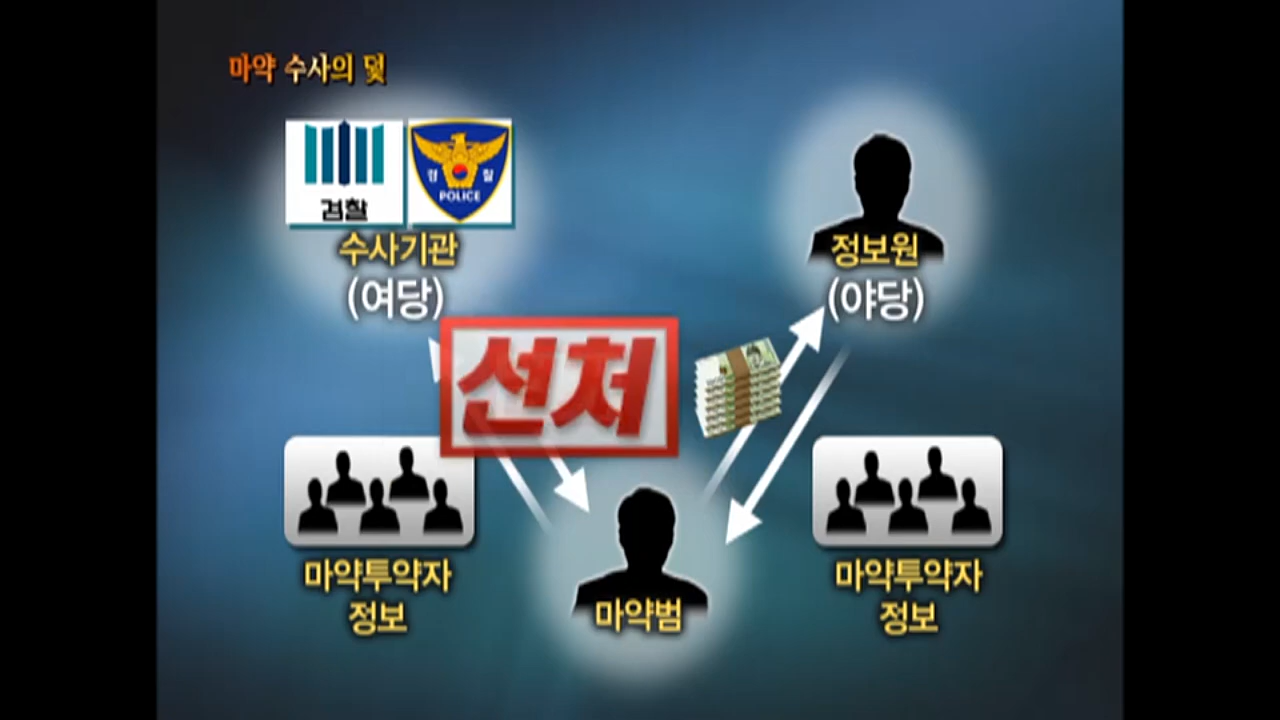 마약 수사의 덫
검찰
경 찰
POLICE
수사기관
(여당)
정보원
(야당)
선처
마약투약자
정보
마약범
마약투약자
정보